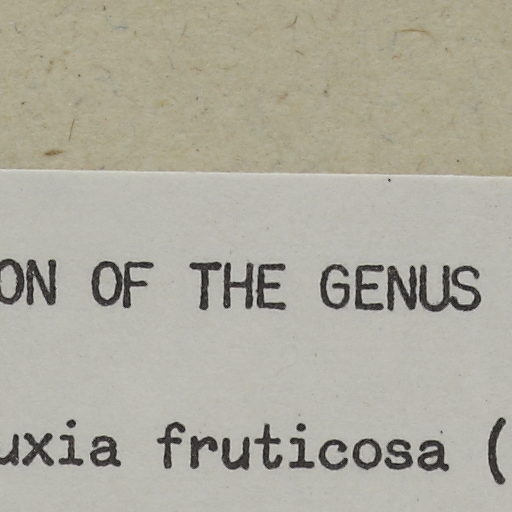 ON OF THE GENUS
uxia fruticosa (